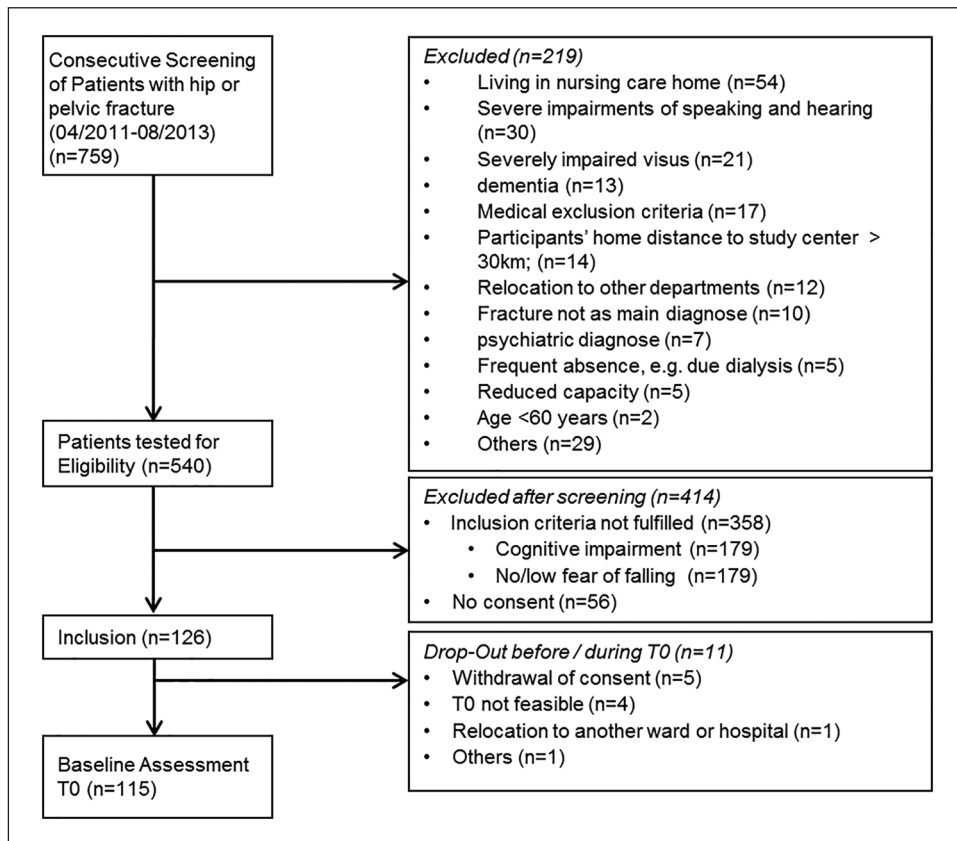 Consecutive Screening
of Patients with hip or
pelvic fracture
(04/2011-08/2013)
(n=759)
Excluded (n=219)
• Living in nursing care home (n=54)
• Severe impairments of speaking and hearing
(n=30)
• Severely impaired visus (n=21)
• dementia (n=13)
• Medical exclusion criteria (n=17)
• Participants' home distance to study center >
30km; (n=14)
• Relocation to other departments (n=12)
• Fracture not as main diagnose (n=10)
• psychiatric diagnose (n=7)
• Frequent absence, e.g. due dialysis (n=5)
• Reduced capacity (n=5)
• Age <60 years (n=2)
• Others (n=29)
Patients tested for
Eligibility (n=540)
Excluded after screening (n=414)
• Inclusion criteria not fulfilled (n=358)
• Cognitive impairment (n=179)
• No/low fear of falling (n=179)
• No consent (n=56)
Inclusion (n=126)
Drop-Out before / during T0 (n=11)
• Withdrawal of consent (n=5)
• T0 not feasible (n=4)
• Relocation to another ward or hospital (n=1)
• Others (n=1)
Baseline Assessment
T0 (n=115)